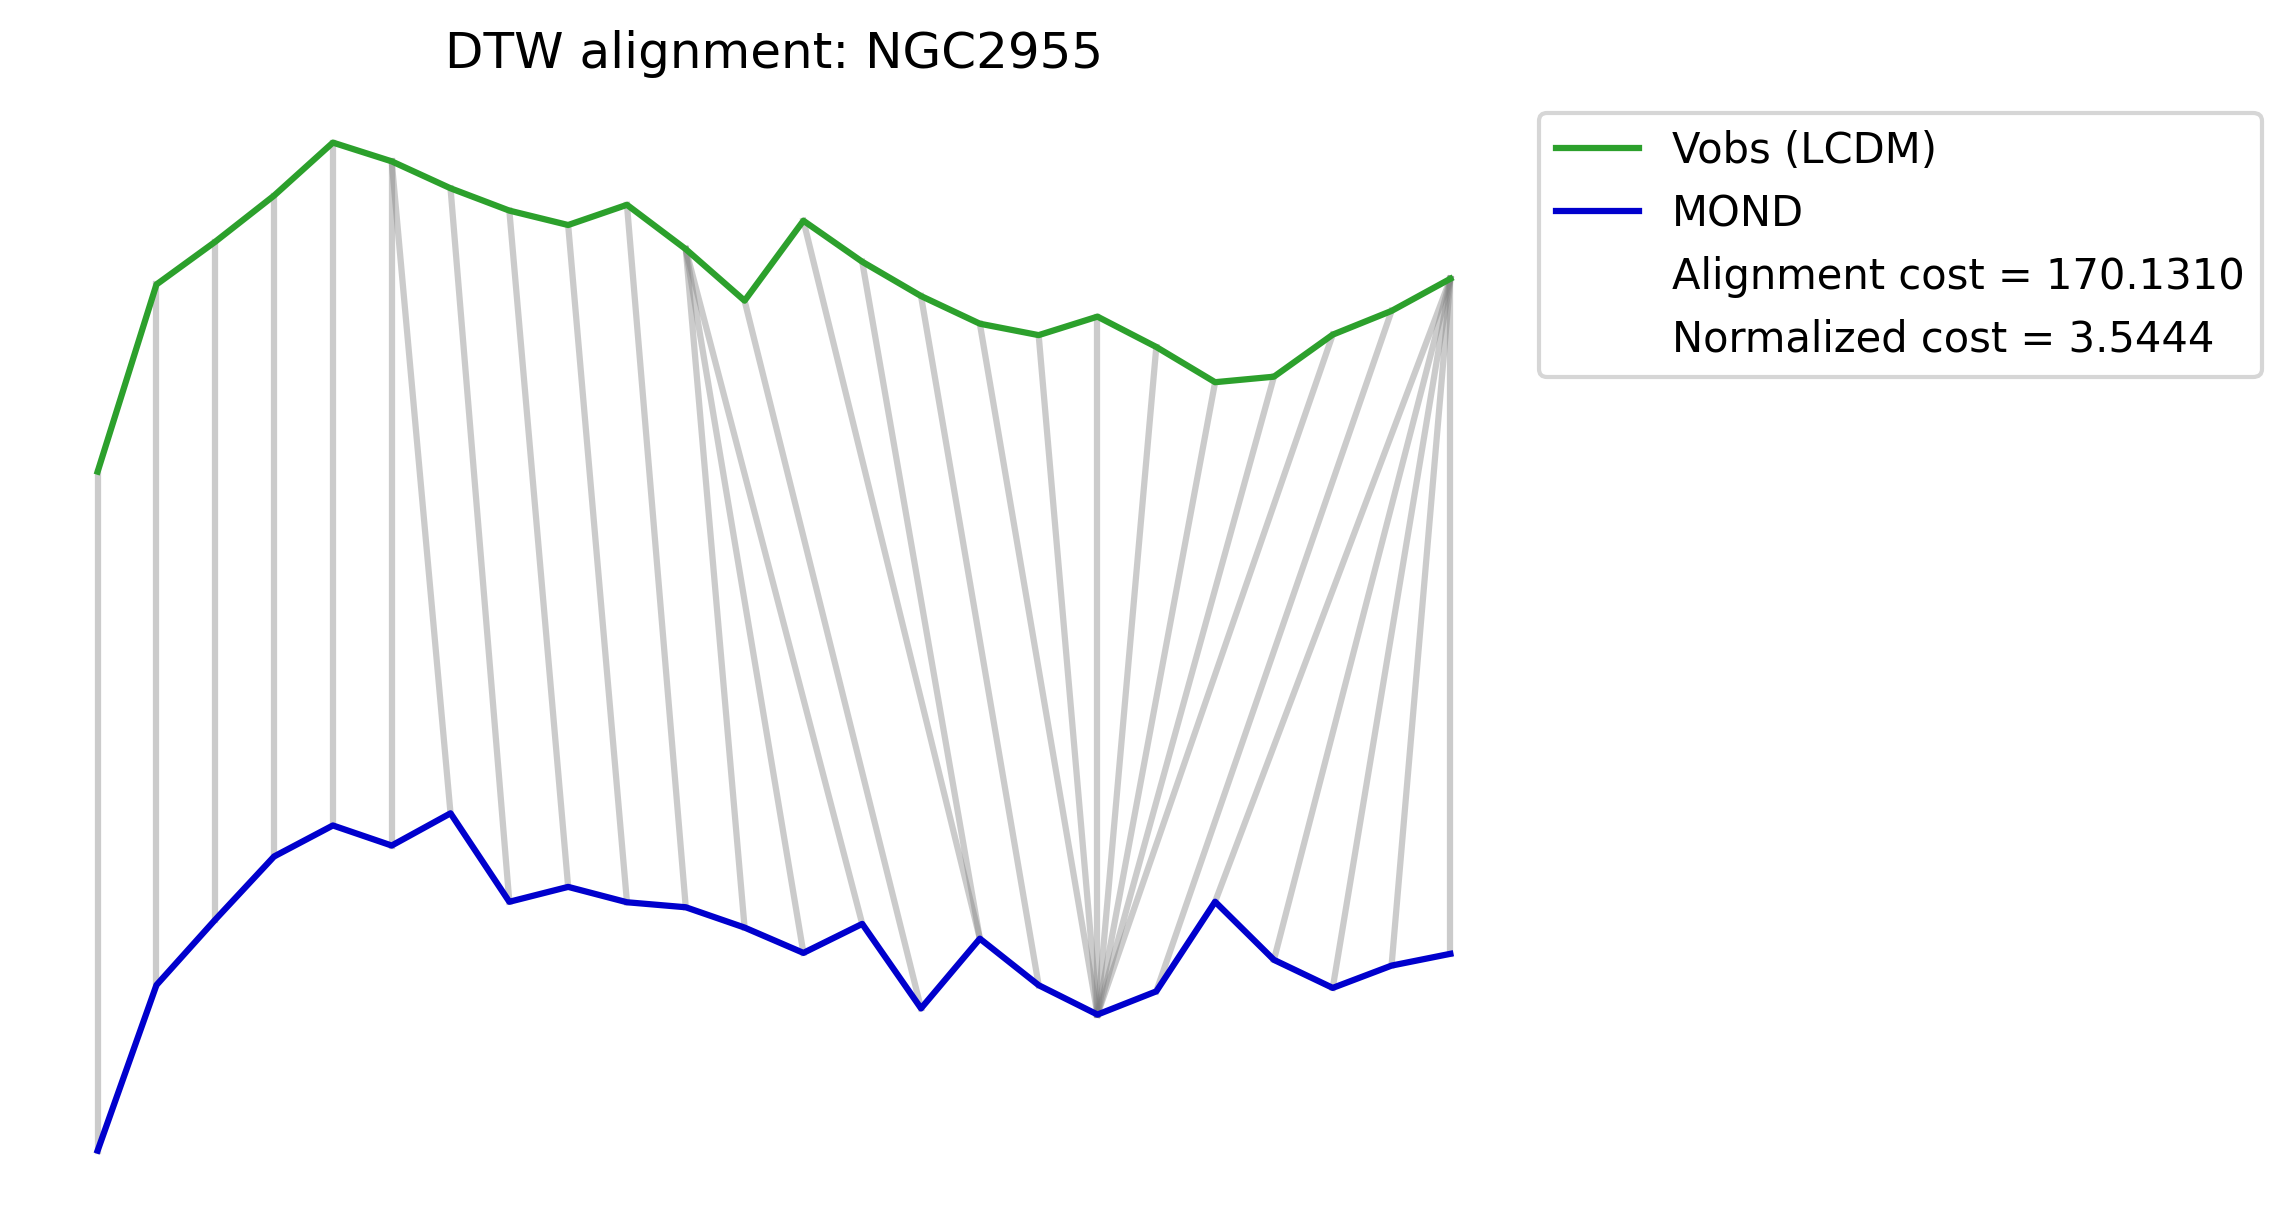 DTW alignment: NGC2955
Vobs (LCDM)
MOND
Alignment cost = 170.1310
Normalized cost = 3.5444